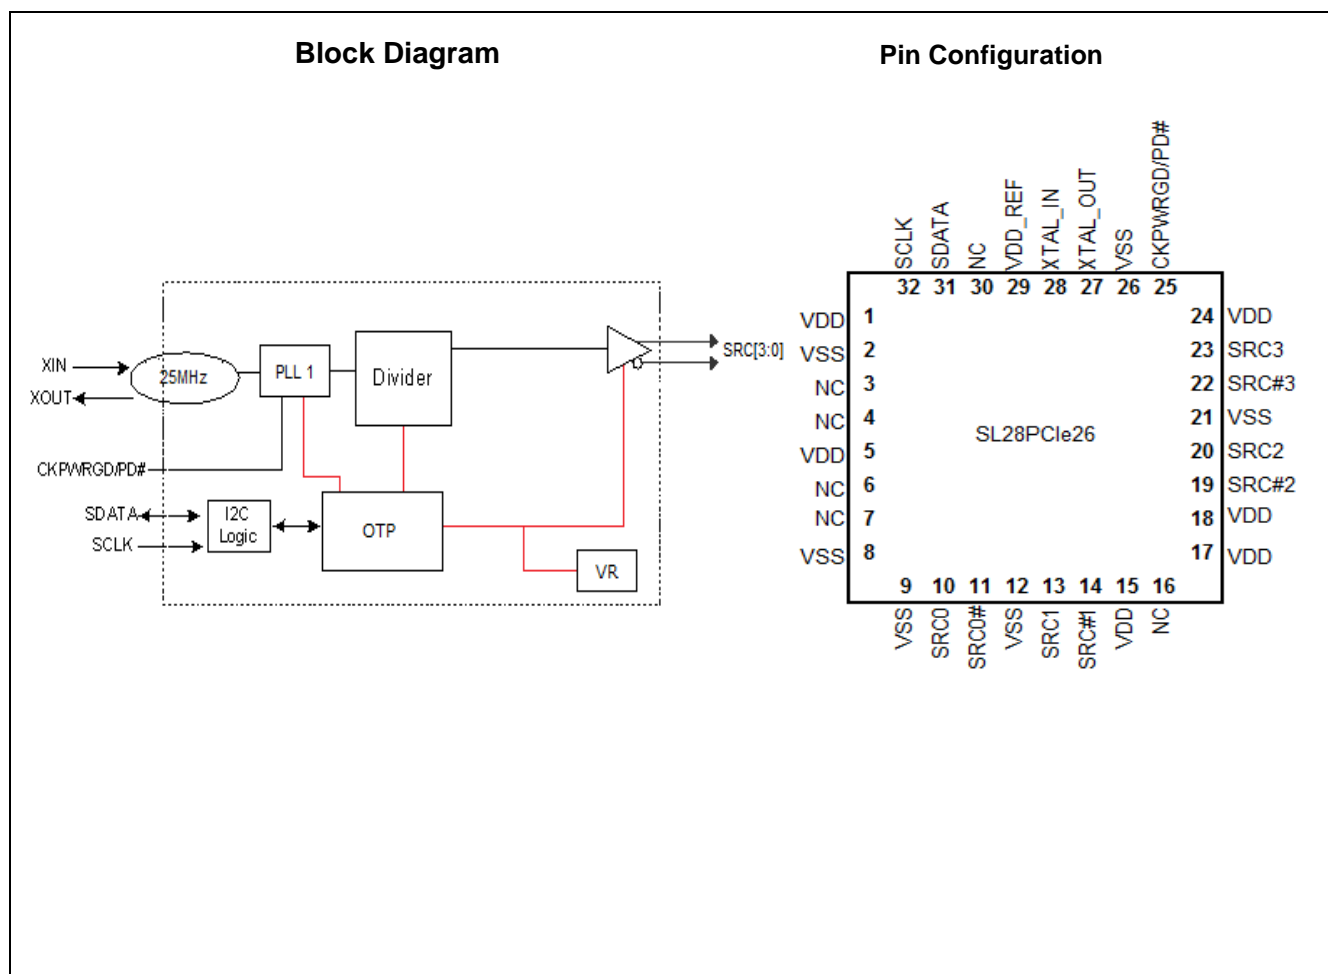 Block Diagram
Pin Configuration
XIN
XOUT
25MHz
PLL 1
Divider
SRC[3:0]
CKPWRGD/PD#
SDATA
SCLK
I2C
Logic
OTP
VR
SCLK
SDATA
NC
VDD_REF
XTAL_IN
XTAL_OUT
VSS
CKPWRGD/PD#
32 31 30 29 28 27 26 25
VDD 1
VSS 2
NC 3
NC 4
VDD 5
NC 6
NC 7
VSS 8
SL28PCIe26
24 VDD
23 SRC3
22 SRC#3
21 VSS
20 SRC2
19 SRC#2
18 VDD
17 VDD
9 10 11 12 13 14 15 16
VSS
SRC0
SRC0#
VSS
SRC1
SRC#1
VDD
NC